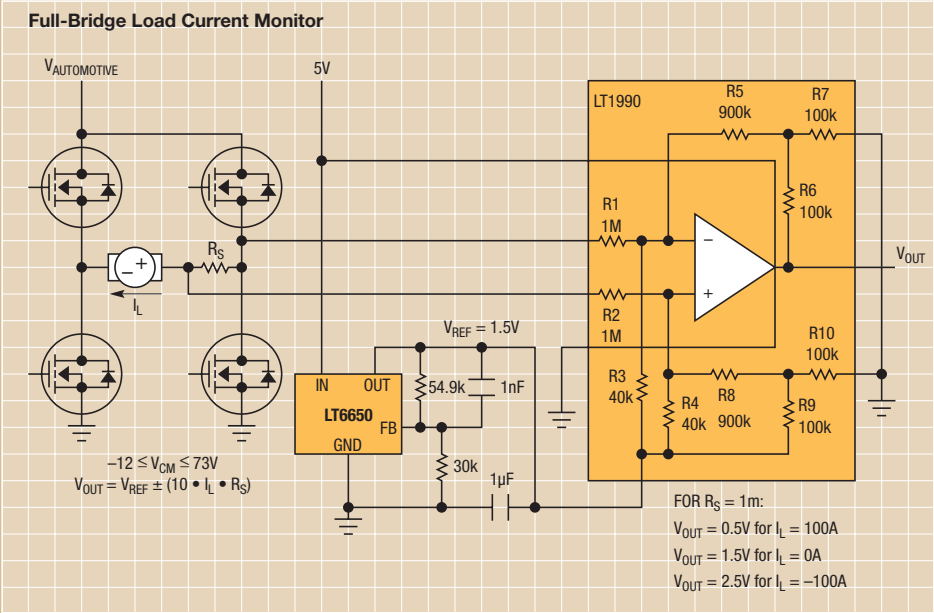 Full-Bridge Load Current Monitor
VAUTOMOTIVE
5V
LT1990
R5
900k
R7
100k
R6
100k
R1
1M
RS
− +
IL
−
+
VOUT
R2
1M
VREF = 1.5V
R10
100k
IN
OUT
54.9k
1nF
LT6650
FB
GND
R3
40k
R4
40k
R8
900k
R9
100k
30k
1µF
–12 ≤ VCM ≤ 73V
VOUT = VREF ± (10 • IL • RS)
FOR RS = 1m:
VOUT = 0.5V for IL = 100A
VOUT = 1.5V for IL = 0A
VOUT = 2.5V for IL = –100A